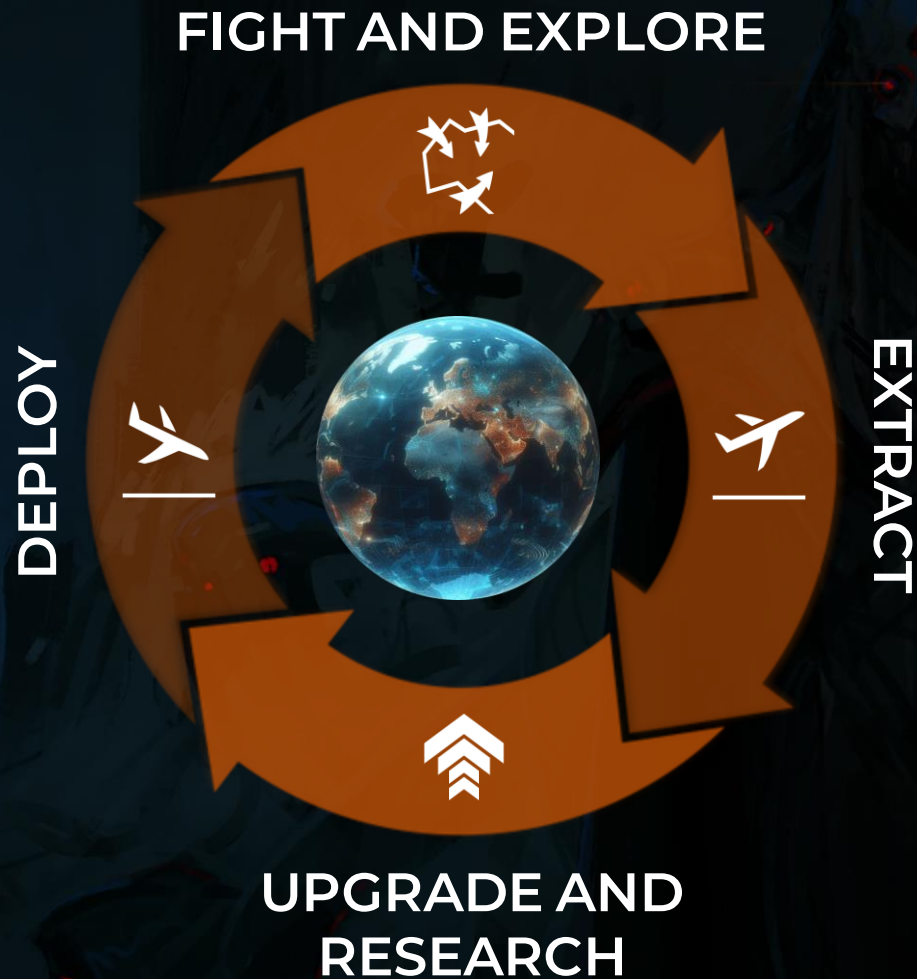 FIGHT AND EXPLORE
DEPLOY
EXTRACT
UPGRADE AND
RESEARCH